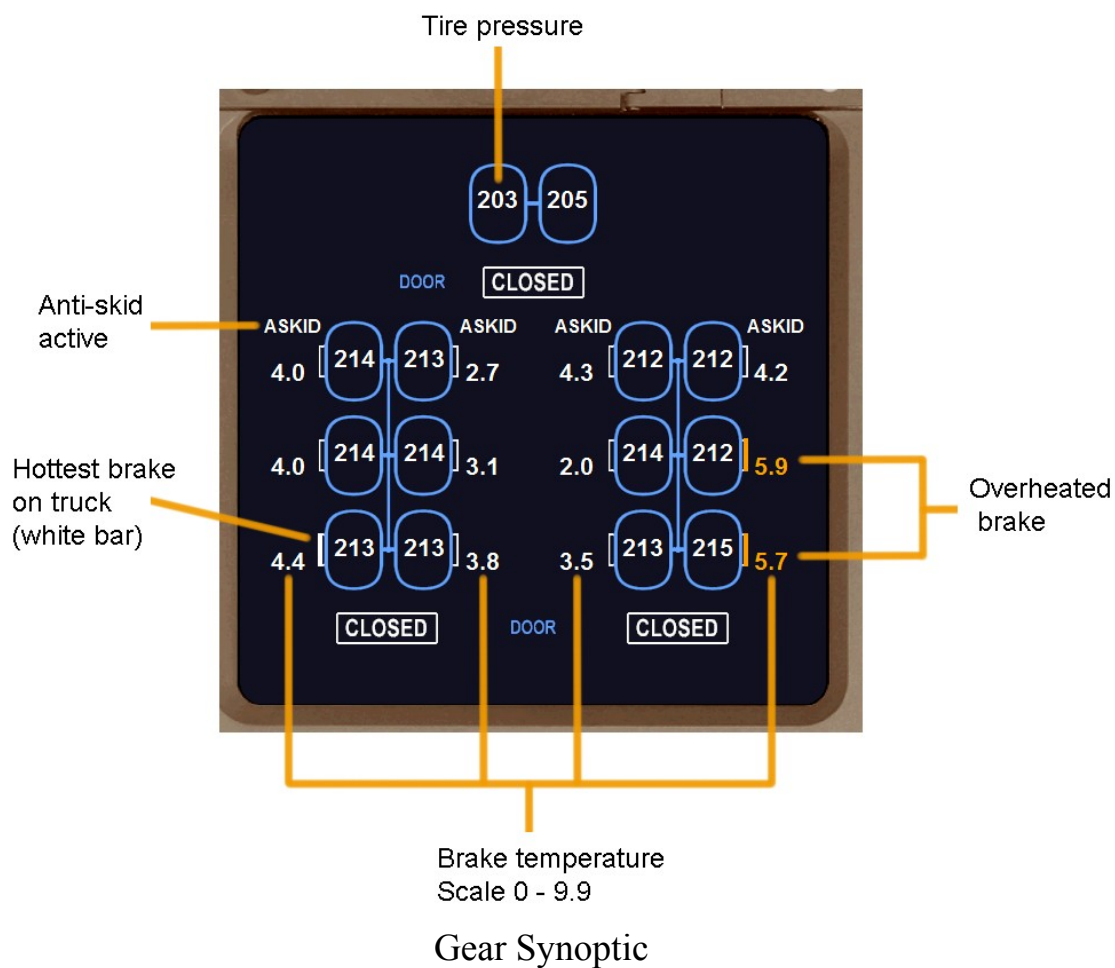 Tire pressure
203 205
DOOR CLOSED
Anti-skid
active
ASKID ASKID ASKID ASKID
4.0 214 213 2.7 4.3 212 212 4.2
4.0 214 214 3.1 2.0 214 212 5.9
Hottest brake
on truck
(white bar)
Overheated
brake
4.4 213 213 3.8 3.5 213 215 5.7
CLOSED DOOR CLOSED
Brake temperature
Scale 0 - 9.9
Gear Synoptic